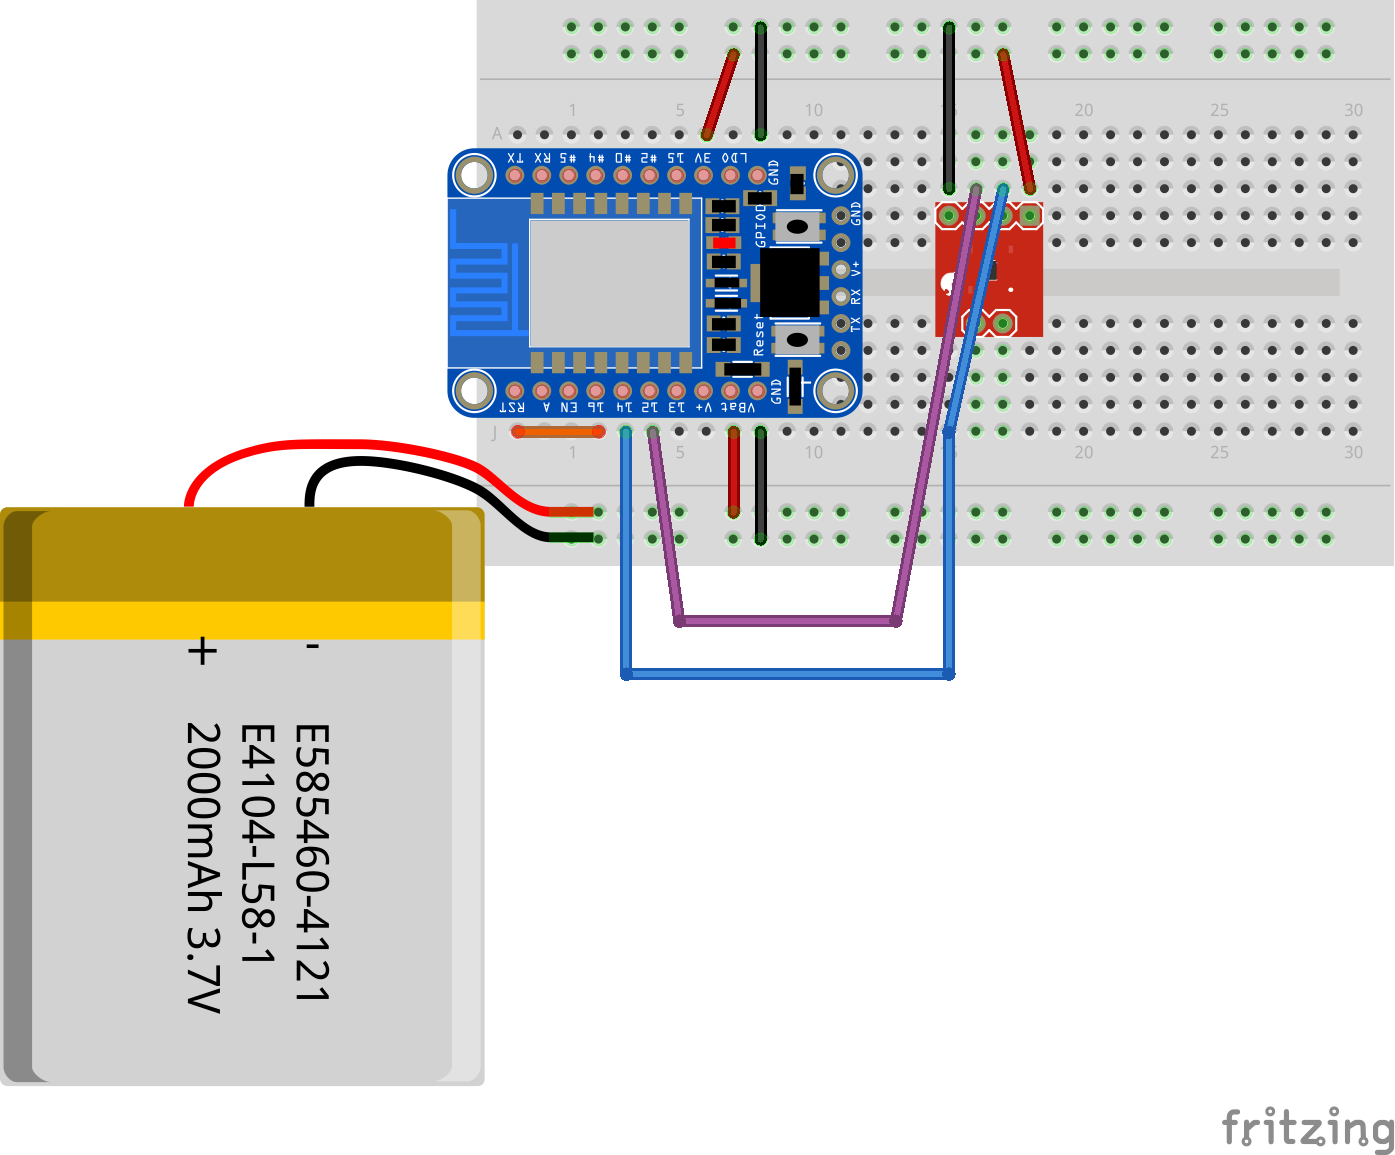 1 5 10 15 20 25 30
A
TX RX #5 #4 #0 #2 15 3V LDO GND
GPIO0
GND
V+
RX
TX
Reset
RST A EN 16 14 12 13 V+ VBat GND
J
1 5 10 15 20 25 30
+ -
E585460-4121
E4104-L58-1
2000mAh 3.7V
fritzing